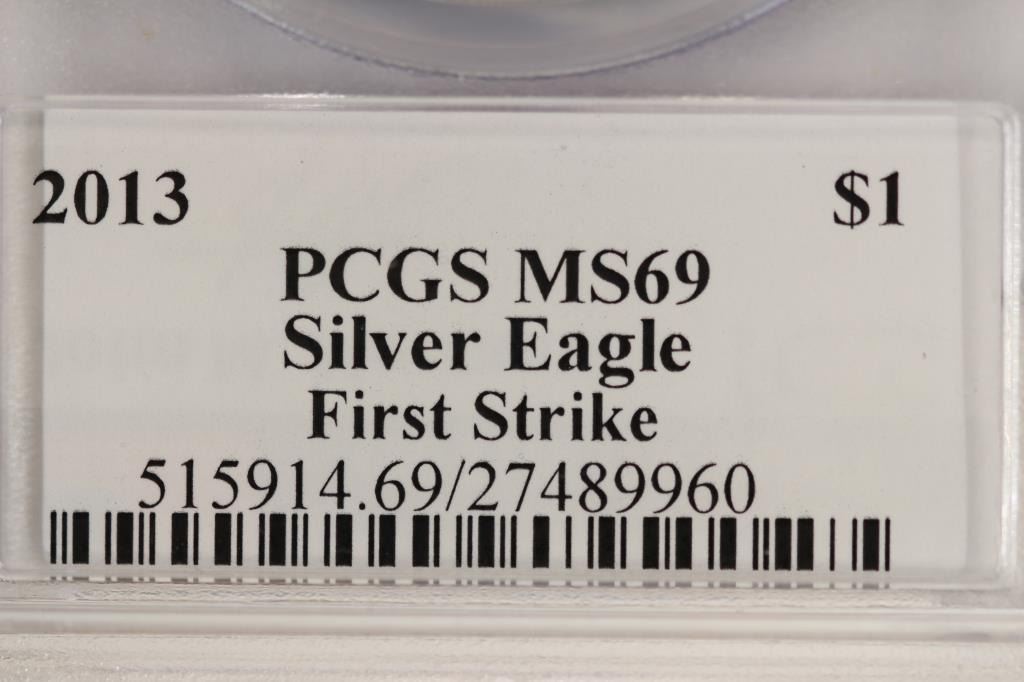 2013 $1
PCGS MS69
Silver Eagle
First Strike
515914.69/27489960